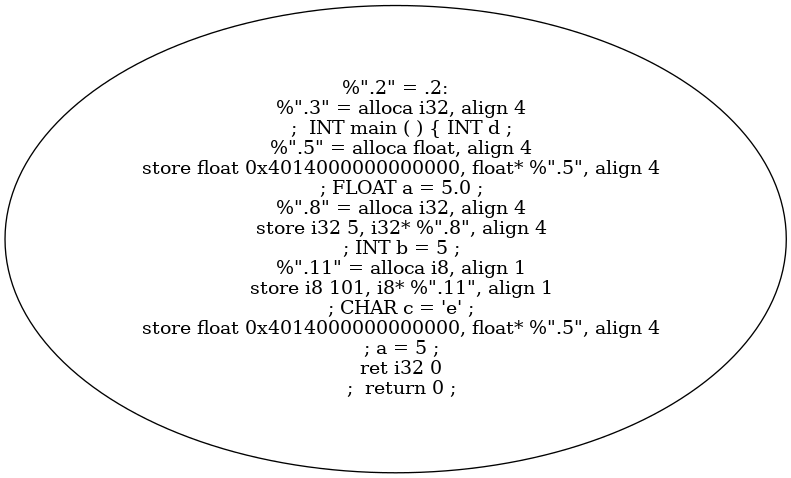 %".2" = .2:
%".3" = alloca i32, align 4
;  INT main ( ) { INT d ;
%".5" = alloca float, align 4
store float 0x4014000000000000, float* %".5", align 4
; FLOAT a = 5.0 ;
%".8" = alloca i32, align 4
store i32 5, i32* %".8", align 4
; INT b = 5 ;
%".11" = alloca i8, align 1
store i8 101, i8* %".11", align 1
; CHAR c = 'e' ;
store float 0x4014000000000000, float* %".5", align 4
; a = 5 ;
ret i32 0
;  return 0 ;